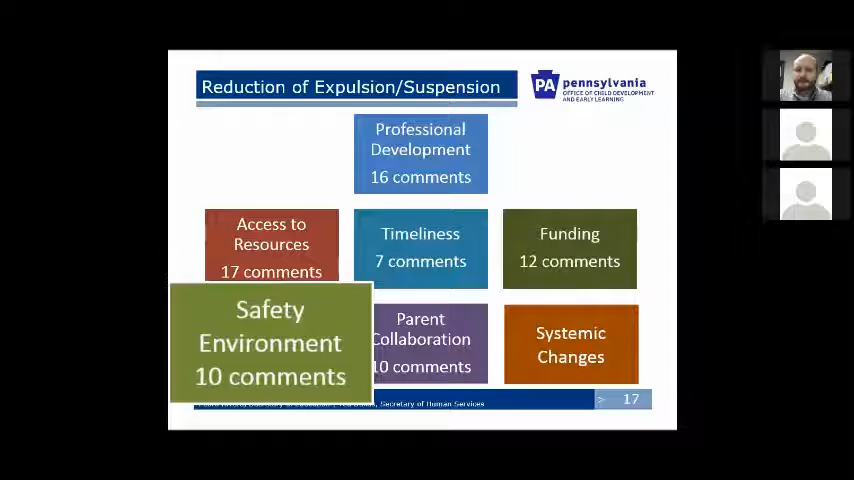 Reduction of Expulsion/Suspension
PA pennsylvania
OFFICE OF CHILD DEVELOPMENT
AND EARLY LEARNING
Professional
Development
16 comments
Access to
Resources
17 comments
Timeliness
7 comments
Funding
12 comments
Safety
Environment
10 comments
Parent
Collaboration
10 comments
Systemic
Changes
Secretary of Human Services
> 17